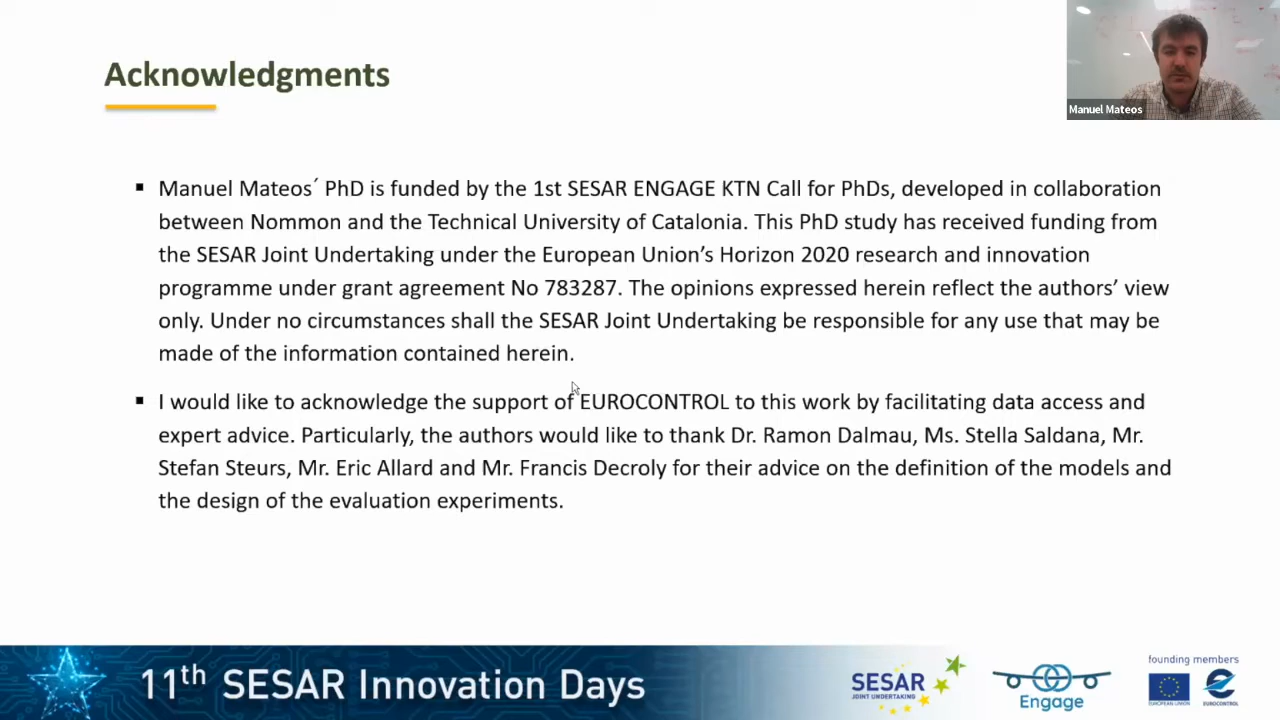 Acknowledgments
Manuel Mateos
▪ Manuel Mateos´ PhD is funded by the 1st SESAR ENGAGE KTN Call for PhDs, developed in collaboration
between Nommon and the Technical University of Catalonia. This PhD study has received funding from
the SESAR Joint Undertaking under the European Union’s Horizon 2020 research and innovation
programme under grant agreement No 783287. The opinions expressed herein reflect the authors’ view
only. Under no circumstances shall the SESAR Joint Undertaking be responsible for any use that may be
made of the information contained herein.
▪ I would like to acknowledge the support of EUROCONTROL to this work by facilitating data access and
expert advice. Particularly, the authors would like to thank Dr. Ramon Dalmau, Ms. Stella Saldana, Mr.
Stefan Steurs, Mr. Eric Allard and Mr. Francis Decroly for their advice on the definition of the models and
the design of the evaluation experiments.
11th SESAR Innovation Days
SESAR
JOINT UNDERTAKING
Engage
founding members
EUROPEAN UNION
EUROCONTROL